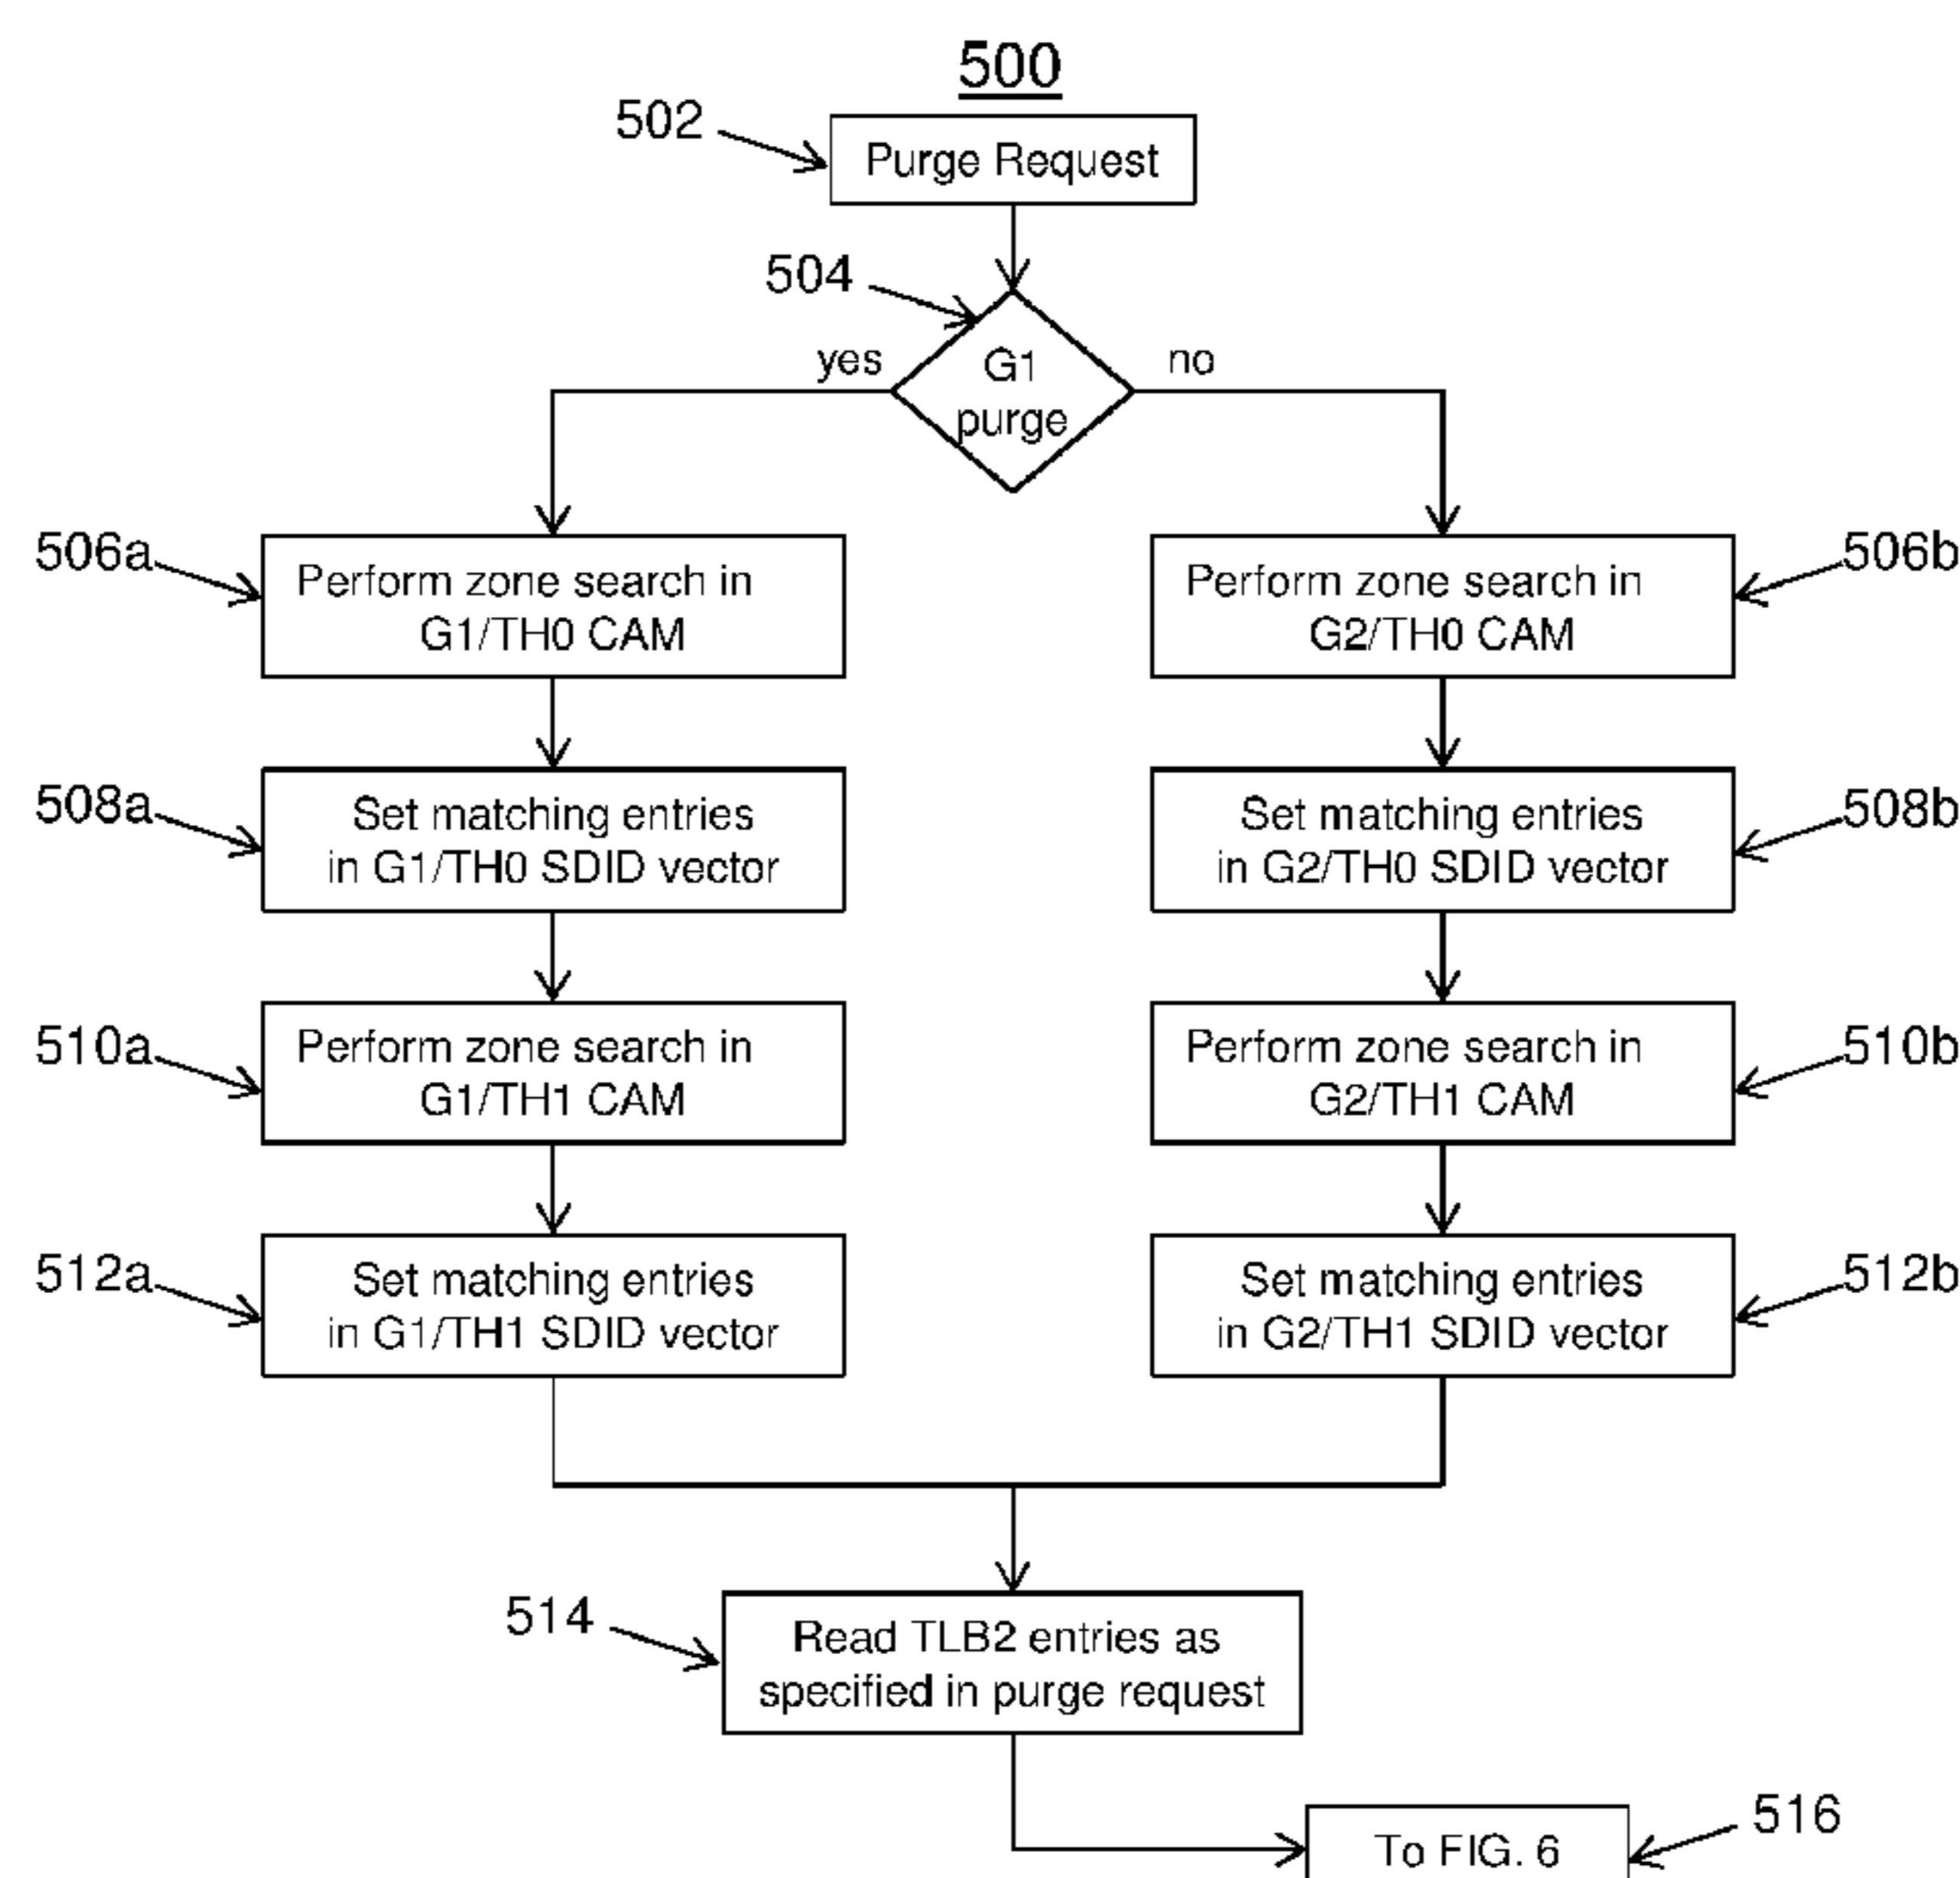 500
502
Purge Request
504
G1
purge
yes
no
506a
Perform zone search in
G1/TH0 CAM
Perform zone search in
G2/TH0 CAM
506b
508a
Set matching entries
in G1/TH0 SDID vector
Set matching entries
in G2/TH0 SDID vector
508b
510a
Perform zone search in
G1/TH1 CAM
Perform zone search in
G2/TH1 CAM
510b
512a
Set matching entries
in G1/TH1 SDID vector
Set matching entries
in G2/TH1 SDID vector
512b
514
Read TLB2 entries as
specified in purge request
To FIG. 6
516